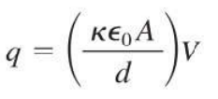 q = (κϵ₀A / d)V